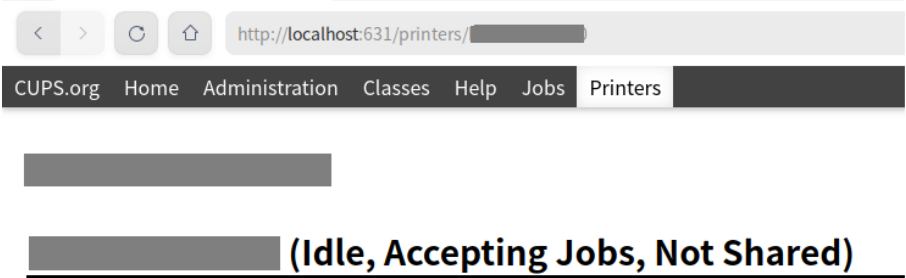 http://localhost:631/printers/
CUPS.org Home Administration Classes Help Jobs Printers
(Idle, Accepting Jobs, Not Shared)